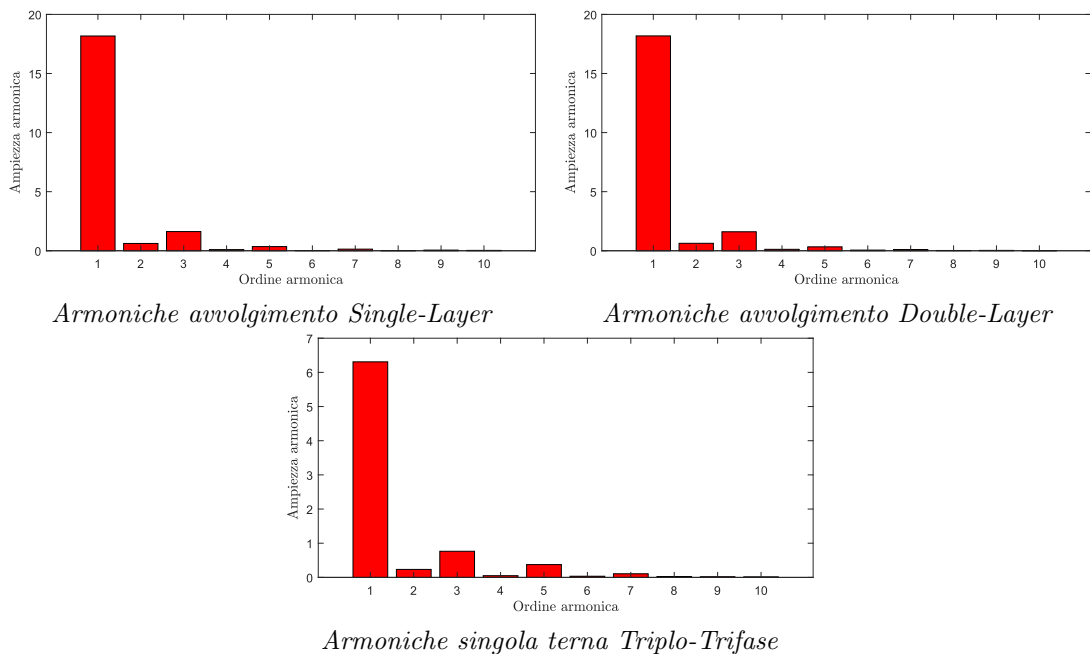 20
15
10
5
0
Ampiezza armonica
1 2 3 4 5 6 7 8 9 10
Ordine armonica
Armoniche avvolgimento Single-Layer
20
15
10
5
0
Ampiezza armonica
1 2 3 4 5 6 7 8 9 10
Ordine armonica
Armoniche avvolgimento Double-Layer
7
6
5
4
3
2
1
0
Ampiezza armonica
1 2 3 4 5 6 7 8 9 10
Ordine armonica
Armoniche singola terna Triplo-Trifase